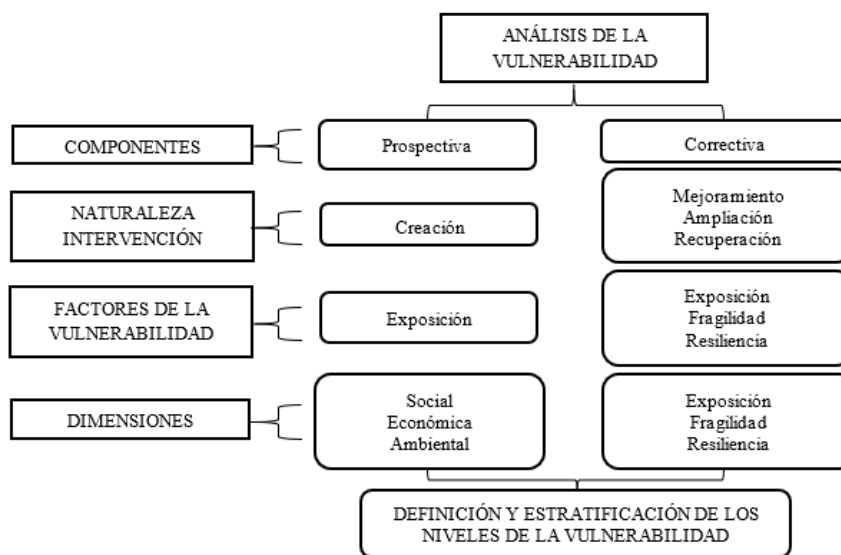 ANÁLISIS DE LA
VULNERABILIDAD
COMPONENTES
Prospectiva
Correctiva
NATURALEZA
INTERVENCIÓN
Creación
Mejoramiento
Ampliación
Recuperación
FACTORES DE LA
VULNERABILIDAD
Exposición
Exposición
Fragilidad
Resiliencia
DIMENSIONES
Social
Económica
Ambiental
Exposición
Fragilidad
Resiliencia
DEFINICIÓN Y ESTRATIFICACIÓN DE LOS
NIVELES DE LA VULNERABILIDAD